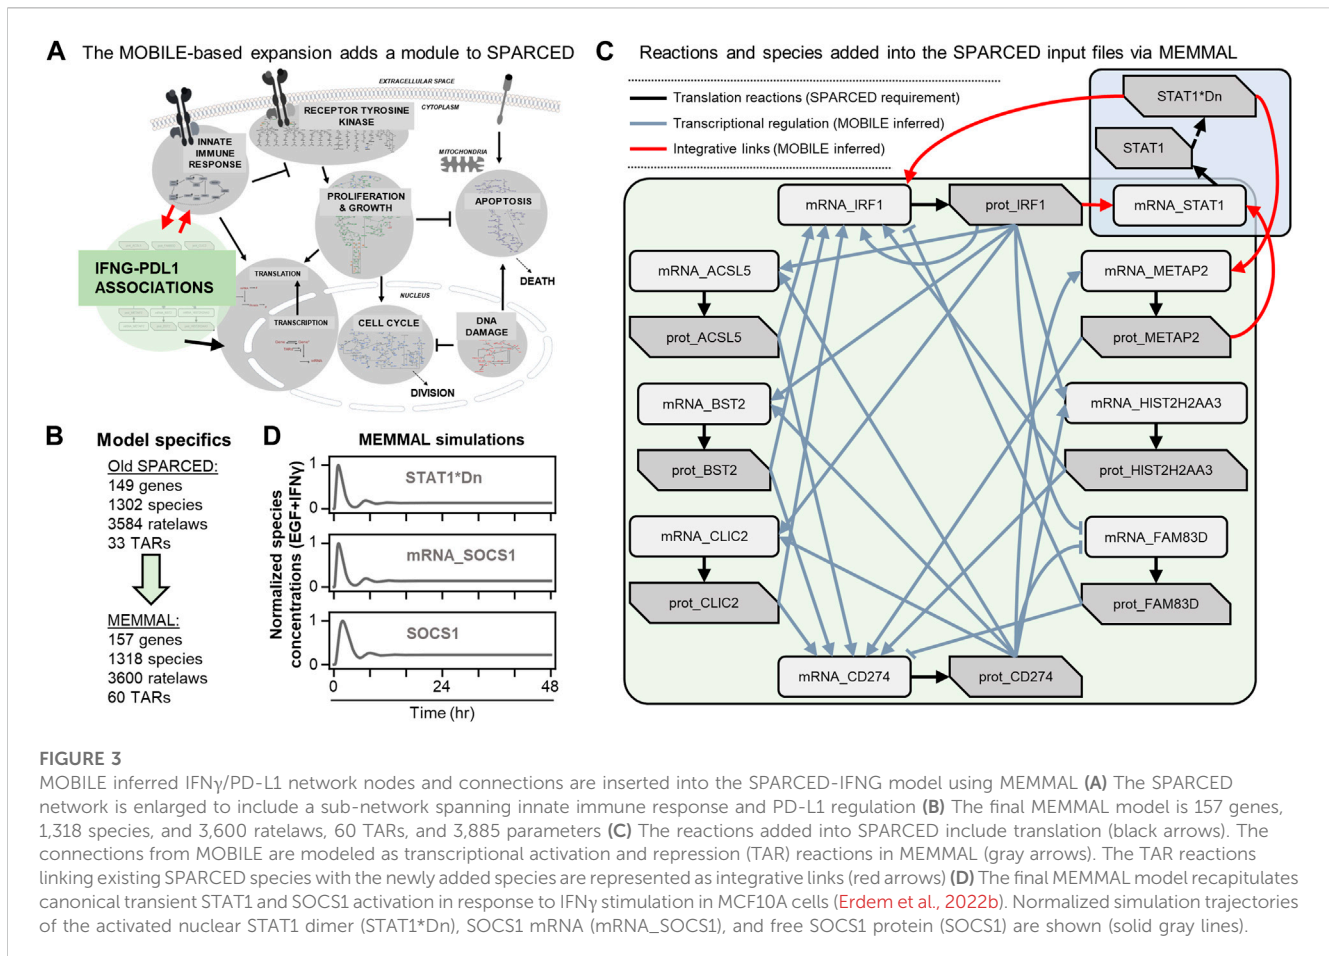 A The MOBILE-based expansion adds a module to SPARCED
EXTRACELLULAR SPACE
CYTOPLASM
RECEPTOR TYROSINE
KINASE
INNATE
IMMUNE
RESPONSE
MITOCHONDRIA
PROLIFERATION
& GROWTH
APOPTOSIS
IFNG-PDL1
ASSOCIATIONS
TRANSLATION
DEATH
NUCLEUS
TRANSCRIPTION
CELL CYCLE
DNA
DAMAGE
DIVISION
B Model specifics
Old SPARCED:
149 genes
1302 species
3584 ratelaws
33 TARs
MEMMAL:
157 genes
1318 species
3600 ratelaws
60 TARs
D MEMMAL simulations
Normalized species
concentrations (EGF+IFNγ)
1
0
STAT1*Dn
1
0
mRNA_SOCS1
1
0
SOCS1
0 24 48
Time (hr)
C Reactions and species added into the SPARCED input files via MEMMAL
Translation reactions (SPARCED requirement)
Transcriptional regulation (MOBILE inferred)
Integrative links (MOBILE inferred)
STAT1*Dn
STAT1
mRNA_IRF1
prot_IRF1
mRNA_STAT1
mRNA_ACSL5
mRNA_METAP2
prot_ACSL5
prot_METAP2
mRNA_BST2
mRNA_HIST2H2AA3
prot_BST2
prot_HIST2H2AA3
mRNA_CLIC2
mRNA_FAM83D
prot_CLIC2
prot_FAM83D
mRNA_CD274
prot_CD274
FIGURE 3
MOBILE inferred IFNγ/PD-L1 network nodes and connections are inserted into the SPARCED-IFNG model using MEMMAL (A) The SPARCED
network is enlarged to include a sub-network spanning innate immune response and PD-L1 regulation (B) The final MEMMAL model is 157 genes,
1,318 species, and 3,600 ratelaws, 60 TARs, and 3,885 parameters (C) The reactions added into SPARCED include translation (black arrows). The
connections from MOBILE are modeled as transcriptional activation and repression (TAR) reactions in MEMMAL (gray arrows). The TAR reactions
linking existing SPARCED species with the newly added species are represented as integrative links (red arrows) (D) The final MEMMAL model recapitulates
canonical transient STAT1 and SOCS1 activation in response to IFNγ stimulation in MCF10A cells (Erdem et al., 2022b). Normalized simulation trajectories
of the activated nuclear STAT1 dimer (STAT1*Dn), SOCS1 mRNA (mRNA_SOCS1), and free SOCS1 protein (SOCS1) are shown (solid gray lines).